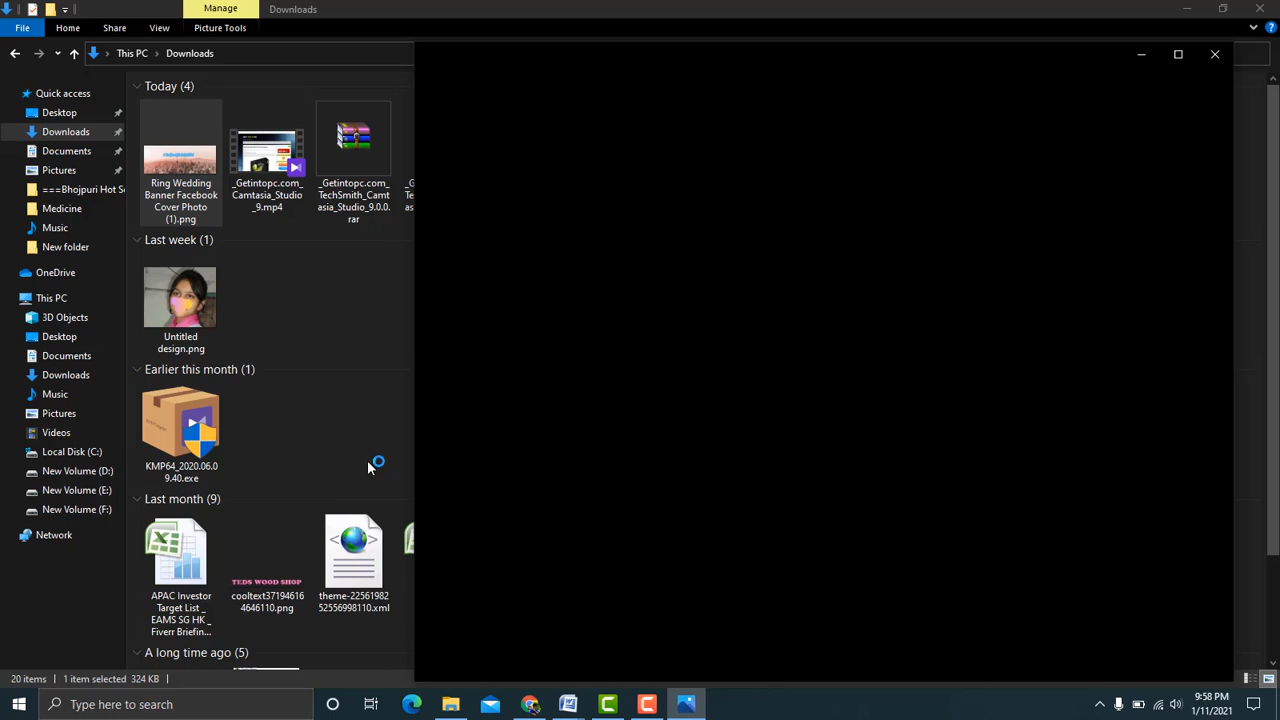 Manage
Downloads
File
Home
Share
View
Picture Tools
This PC
Downloads
Quick access
Desktop
Downloads
Documents
Pictures
===Bhojpuri Hot S
Medicine
Music
New folder
OneDrive
This PC
3D Objects
Desktop
Documents
Downloads
Music
Pictures
Videos
Local Disk (C:)
New Volume (D:)
New Volume (E:)
New Volume (F:)
Network
Today (4)
Ring Wedding
Banner Facebook
Cover Photo
(1).png
_Getintopc.com_
Camtasia_Studio
_9.mp4
_Getintopc.com_
TechSmith_Camt
asia_Studio_9.0.0.
rar
Last week (1)
Untitled
design.png
Earlier this month (1)
KMP64_2020.06.0
9.40.exe
Last month (9)
APAC Investor
Target List _
EAMS SG HK _
Fiverr Briefin...
TEDS WOOD SHOP
cooltext37194616
4646110.png
theme-22561982
52556998110.xml
A long time ago (5)
20 items
1 item selected 324 KB
Type here to search
9:58 PM
1/11/2021